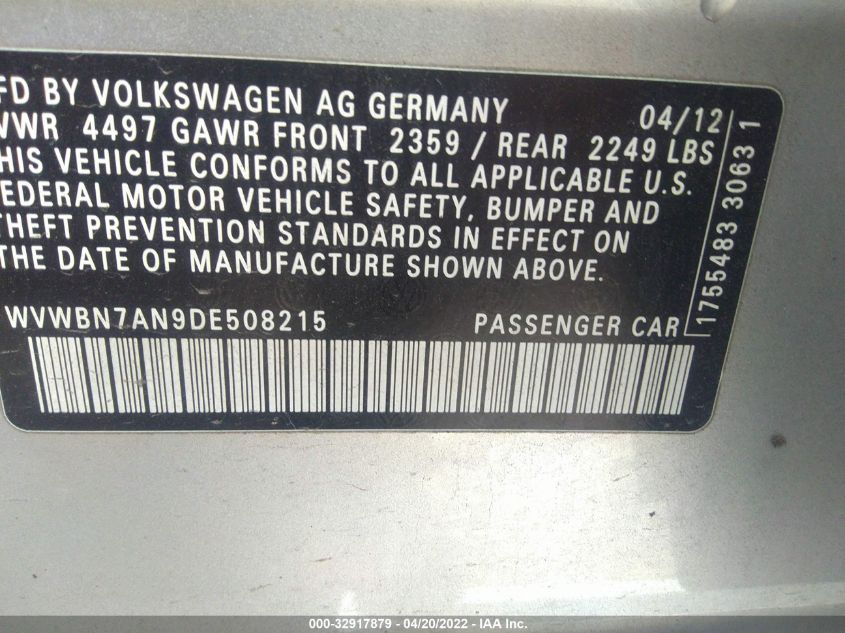 FD BY VOLKSWAGEN AG GERMANY 04/12
VWR 4497 GAWR FRONT 2359 / REAR 2249 LBS
HIS VEHICLE CONFORMS TO ALL APPLICABLE U.S.
EDERAL MOTOR VEHICLE SAFETY, BUMPER AND
THEFT PREVENTION STANDARDS IN EFFECT ON
THE DATE OF MANUFACTURE SHOWN ABOVE.
WVWBN7AN9DE508215 PASSENGER CAR
1755483 3063 1
000-32917879 - 04/20/2022 - IAA Inc.